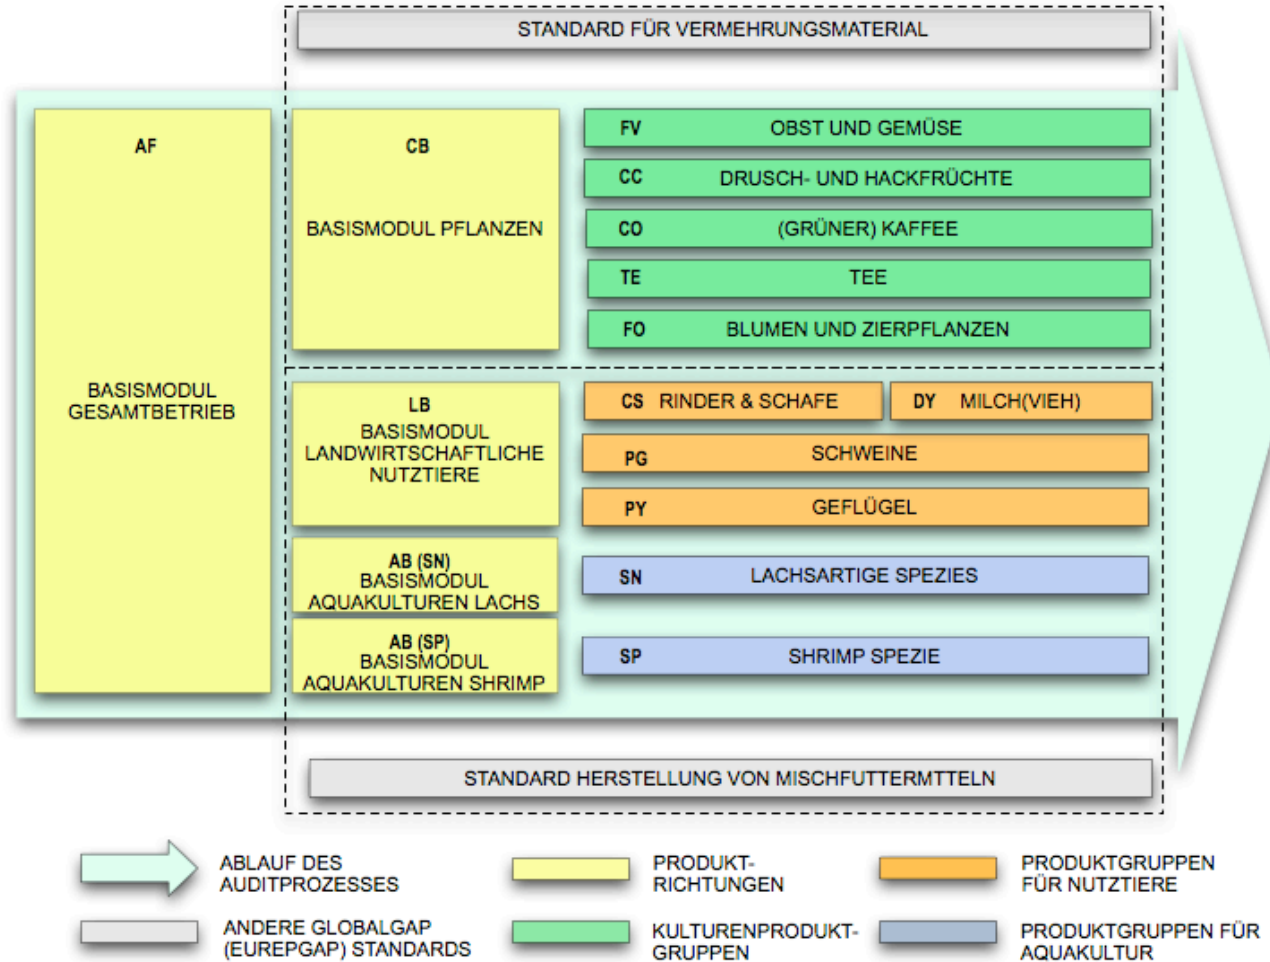 STANDARD FÜR VERMEHRUNGSMATERIAL
AF
BASISMODUL
GESAMTBETRIEB
CB
BASISMODUL PFLANZEN
FV OBST UND GEMÜSE
CC DRUSCH- UND HACKFRÜCHTE
CO (GRÜNER) KAFFEE
TE TEE
FO BLUMEN UND ZIERPFLANZEN
LB
BASISMODUL
LANDWIRTSCHAFTLICHE
NUTZTIERE
CS RINDER & SCHAFE
DY MILCH(VIEH)
PG SCHWEINE
PY GEFLÜGEL
AB (SN)
BASISMODUL
AQUAKULTUREN LACHS
SN LACHSARTIGE SPEZIES
AB (SP)
BASISMODUL
AQUAKULTUREN SHRIMP
SP SHRIMP SPEZIE
STANDARD HERSTELLUNG VON MISCHFUTTERMTTELN
ABLAUF DES
AUDITPROZESSES
PRODUKT-
RICHTUNGEN
PRODUKTGRUPPEN
FÜR NUTZTIERE
ANDERE GLOBALGAP
(EUREPGAP) STANDARDS
KULTURENPRODUKT-
GRUPPEN
PRODUKTGRUPPEN FÜR
AQUAKULTUR